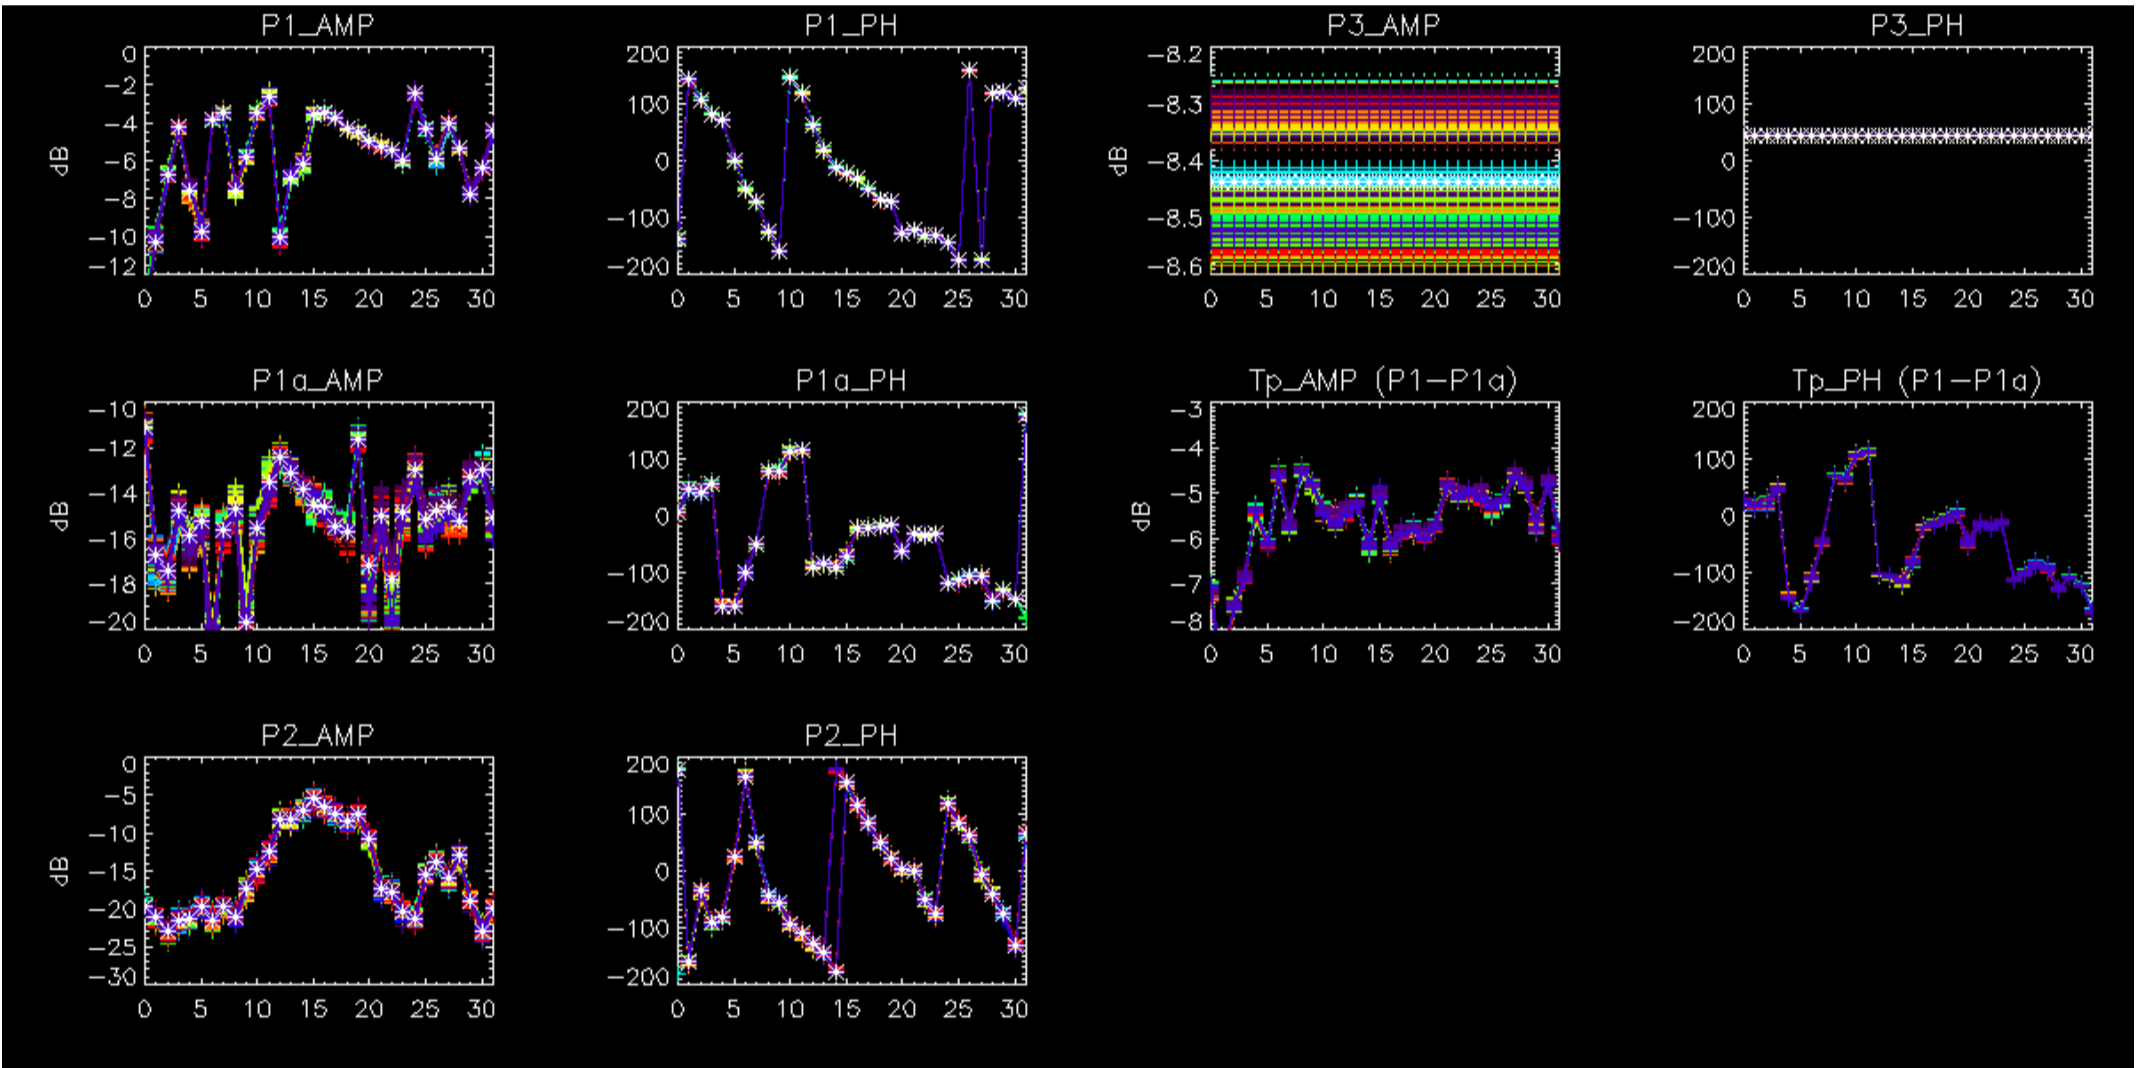 P1_AMP
0
−2
−4
−6
−8
−10
−12
dB
0 5 10 15 20 25 30
P1_PH
200
100
0
−100
−200
0 5 10 15 20 25 30
P3_AMP
−8.2
−8.3
−8.4
−8.5
−8.6
dB
0 5 10 15 20 25 30
P3_PH
200
100
0
−100
−200
0 5 10 15 20 25 30
P1a_AMP
−10
−12
−14
−16
−18
−20
dB
0 5 10 15 20 25 30
P1a_PH
200
100
0
−100
−200
0 5 10 15 20 25 30
Tp_AMP (P1−P1a)
−3
−4
−5
−6
−7
−8
dB
0 5 10 15 20 25 30
Tp_PH (P1−P1a)
200
100
0
−100
−200
0 5 10 15 20 25 30
P2_AMP
0
−5
−10
−15
−20
−25
−30
dB
0 5 10 15 20 25 30
P2_PH
200
100
0
−100
−200
0 5 10 15 20 25 30